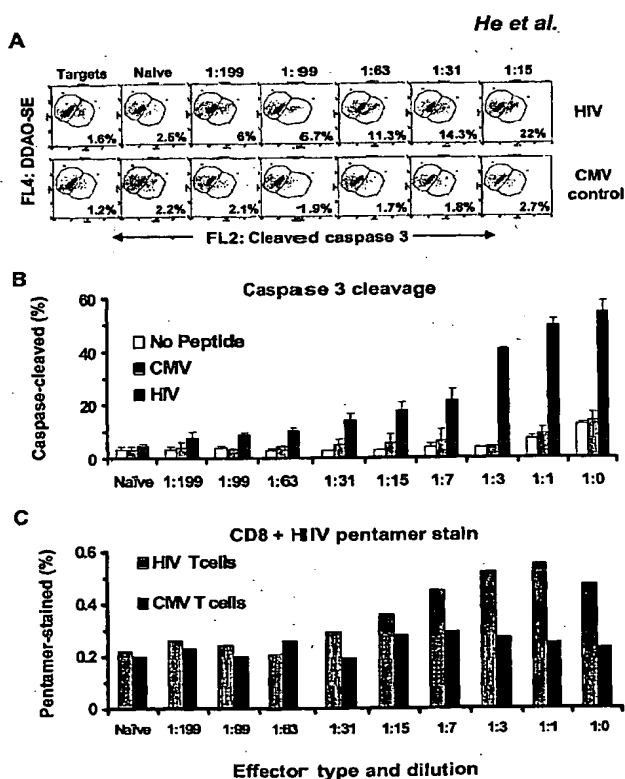 He et al.
A
Targets Naive 1:199 1:99 1:63 1:31 1:15
FL4: DDAO-SE
1.6% 2.5% 6% 6.7% 11.3% 14.3% 22%
HIV
1.2% 2.2% 2.1% 1.9% 1.7% 1.8% 2.7%
CMV
control
FL2: Cleaved caspase 3
B
Caspase 3 cleavage
Caspase-cleaved (%)
60
40
20
0
No Peptide
CMV
HIV
Naïve 1:199 1:99 1:63 1:31 1:15 1:7 1:3 1:1 1:0
C
CD8 + HIV pentamer stain
Pentamer-stained (%)
0.6
0.4
0.2
0
HIV T cells
CMV T cells
Naïve 1:199 1:99 1:63 1:31 1:15 1:7 1:3 1:1 1:0
Effector type and dilution